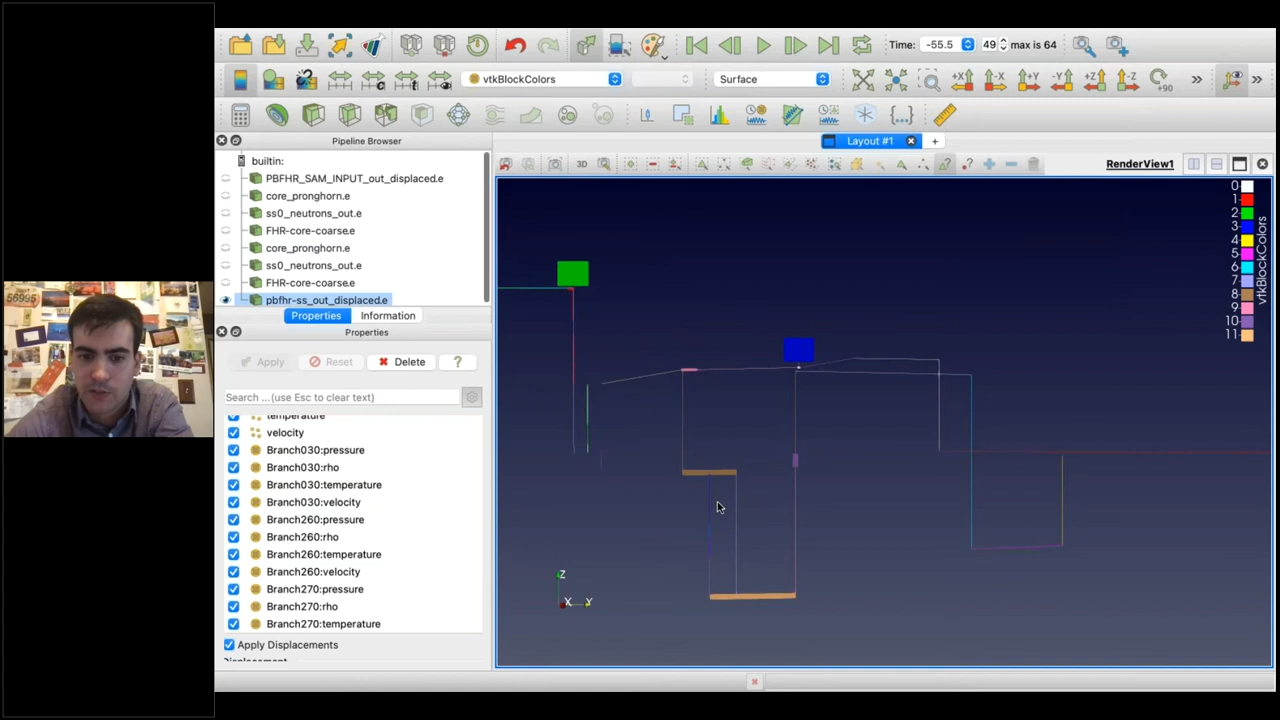 Time: -55.5 49 max is 64
vtkBlockColors Surface
+X -X +Y -Y +Z -Z +90
Pipeline Browser
Layout #1 +
builtin:
3D RenderView1
PBFHR_SAM_INPUT_out_displaced.e
core_pronghorn.e
ss0_neutrons_out.e
FHR-core-coarse.e
core_pronghorn.e
ss0_neutrons_out.e
FHR-core-coarse.e
pbfhr-ss_out_displaced.e
Properties Information
Properties
Apply Reset Delete ?
Search ...(use Esc to clear text)
temperature
velocity
Branch030:pressure
Branch030:rho
Branch030:temperature
Branch030:velocity
Branch260:pressure
Branch260:rho
Branch260:temperature
Branch260:velocity
Branch270:pressure
Branch270:rho
Branch270:temperature
Apply Displacements
Displacement
0
1
2
3
4
5
6
7
8
9
10
11
vtkBlockColors
Z
X Y
56995